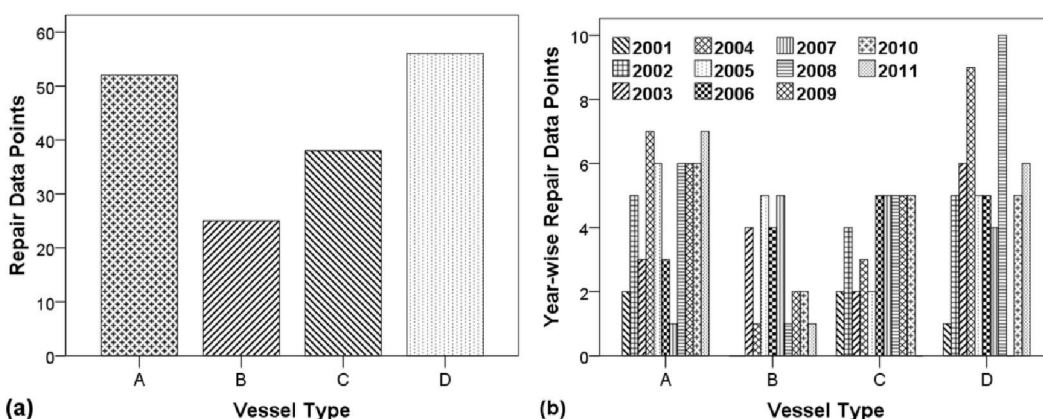 Repair Data Points
60
50
40
30
20
10
0
A B C D
Vessel Type
(a)
Year-wise Repair Data Points
10
8
6
4
2
0
2001 2004 2007 2010
2002 2005 2008 2011
2003 2006 2009
A B C D
Vessel Type
(b)